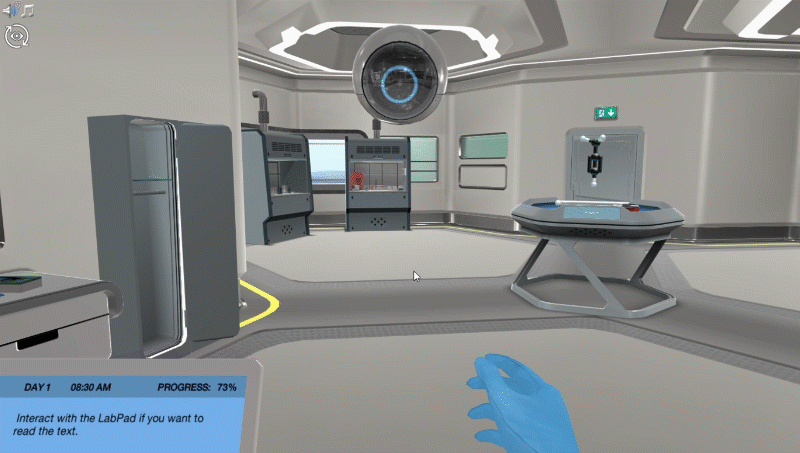 DAY 1 08:30 AM PROGRESS: 73%
Interact with the LabPad if you want to
read the text.